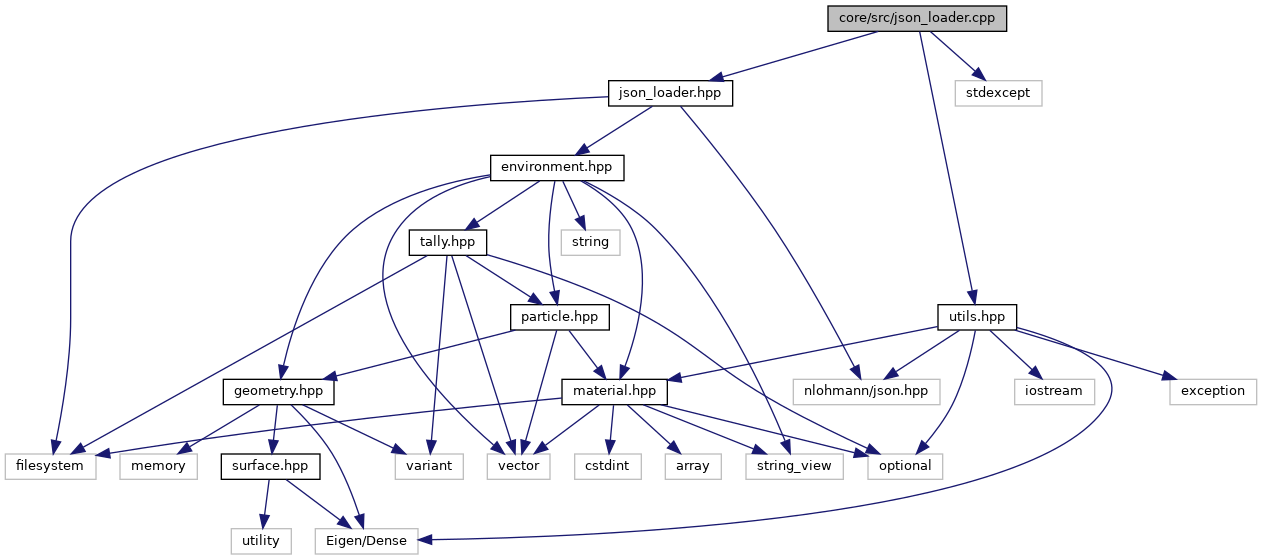 core/src/json_loader.cpp
json_loader.hpp
stdexcept
environment.hpp
tally.hpp
string
particle.hpp
utils.hpp
geometry.hpp
material.hpp
nlohmann/json.hpp
iostream
exception
filesystem
memory
surface.hpp
variant
vector
cstdint
array
string_view
optional
utility
Eigen/Dense